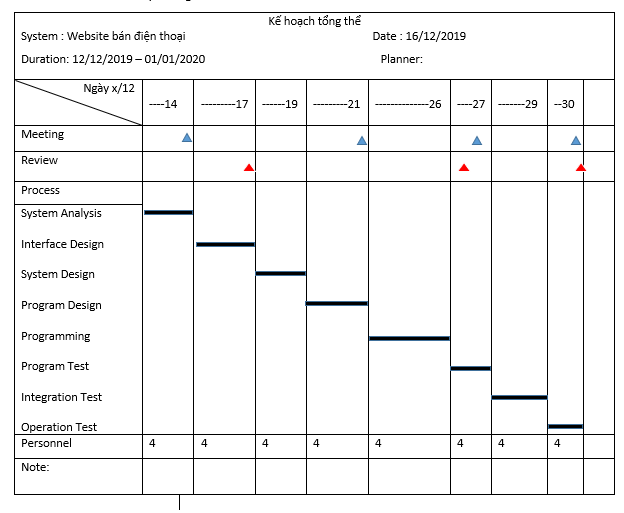 Kế hoạch tổng thể
System : Website bán điện thoại Date : 16/12/2019
Duration: 12/12/2019 – 01/01/2020 Planner:
Ngày x/12
----14 ---------17 ------19 ---------21 --------------26 ----27 -------29 --30
Meeting
Review
Process
System Analysis
Interface Design
System Design
Program Design
Programming
Program Test
Integration Test
Operation Test
Personnel 4 4 4 4 4 4 4 4
Note: